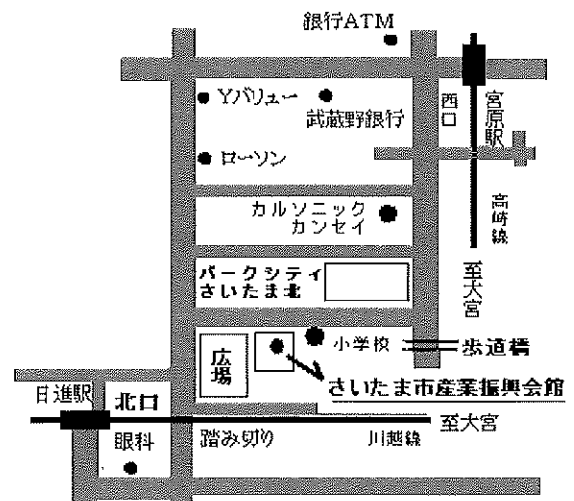 銀行ATM
Yバリュー
武蔵野銀行
西口
宮原駅
ローソン
カルソニック
カンセイ
高崎線
至大宮
パークシティ
さいたま北
広場
小学校
歩道橋
さいたま市産業振興会館
日進駅
北口
至大宮
眼科
踏み切り
川越線